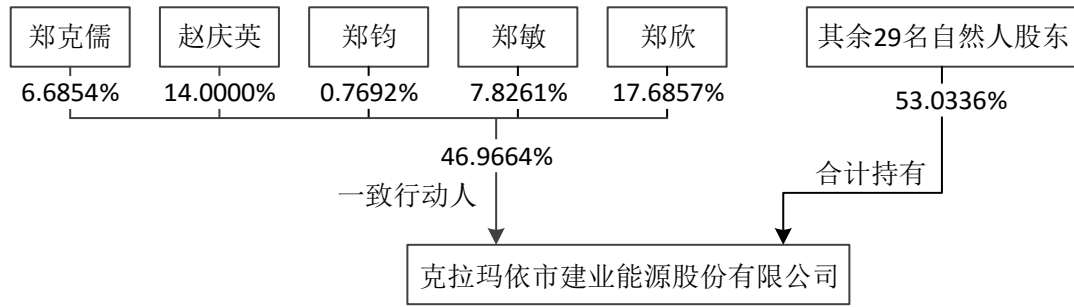 郑克儒 赵庆英 郑钧 郑敏 郑欣 其余29名自然人股东
6.6854% 14.0000% 0.7692% 7.8261% 17.6857% 53.0336%
46.9664%
一致行动人 合计持有
克拉玛依市建业能源股份有限公司